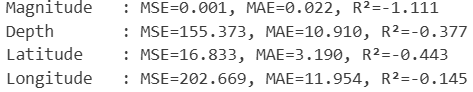 Magnitude   : MSE=0.001, MAE=0.022, R²=-1.111
Depth       : MSE=155.373, MAE=10.910, R²=-0.377
Latitude    : MSE=16.833, MAE=3.190, R²=-0.443
Longitude   : MSE=202.669, MAE=11.954, R²=-0.145